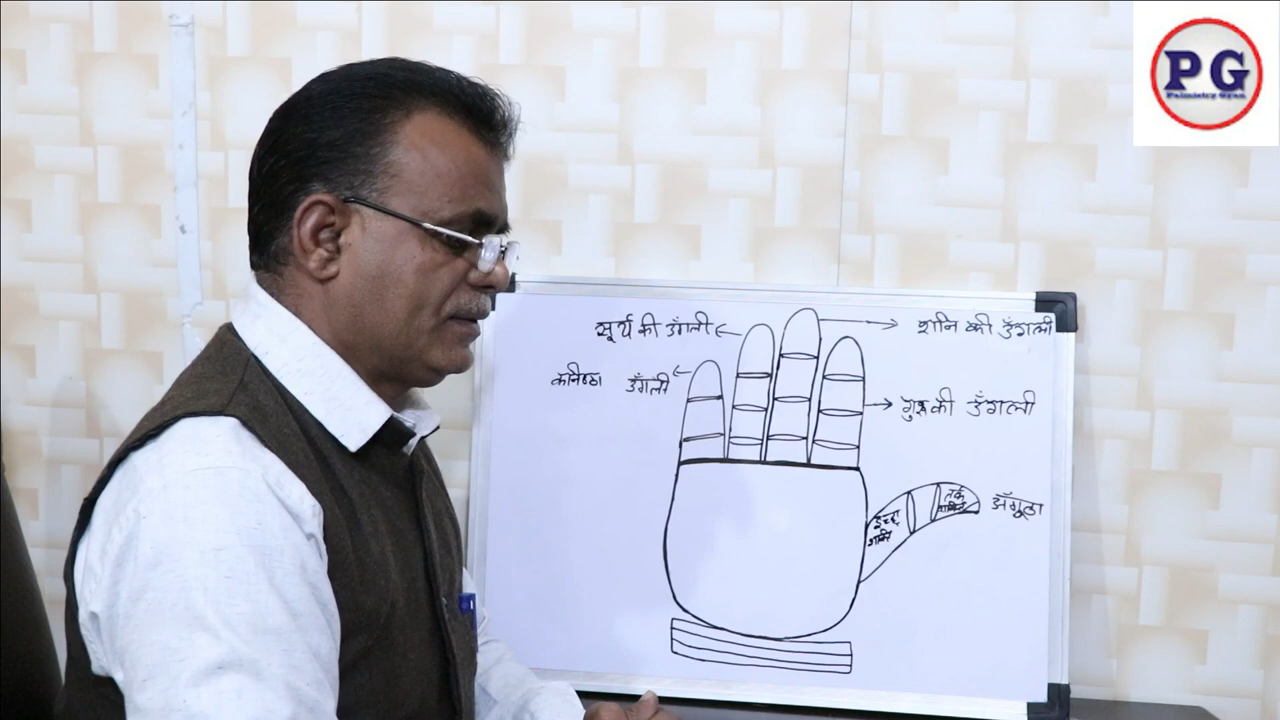 PG
Palmistry Gyan
सूर्य की उँगली
शनि की उँगली
कनिष्ठा उँगली
गुरू की उँगली
तर्क शक्ति
अँगूठा
इच्छा शक्ति